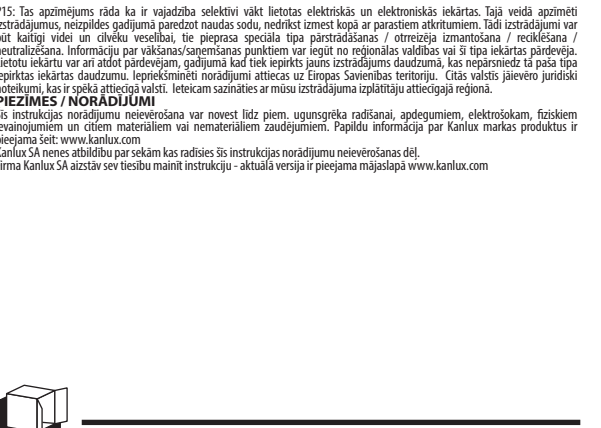 P15: Tas apzīmējums rāda ka ir vajadzība selektīvi vākt lietotas elektriskās un elektroniskās iekārtas. Tajā veidā apzīmēti
izstrādājumus, neizpildes gadījumā paredzot naudas sodu, nedrīkst izmest kopā ar parastiem atkritumiem. Tādi izstrādājumi var
būt kaitīgi videi un cilvēku veselībai, tie pieprasa speciāla tipa pārstrādāšanas / otrreizēja izmantošana / reciklēšana /
neutralizēšana. Informāciju par vākšanas/saņemšanas punktiem var iegūt no reģionālas valdības vai šī tipa iekārtas pārdevēja.
Lietotu iekārtu var arī atdot pārdevējam, gadījumā kad tiek iepirkts jauns izstrādājums daudzumā, kas nepārsniedz tā paša tipa
iepirktas iekārtas daudzumu. Iepriekšminēti norādījumi attiecas uz Eiropas Savienības teritoriju. Citās valstīs jāievēro juridiski
noteikumi, kas ir spēkā attiecīgā valstī. Ieteicam sazināties ar mūsu izstrādājuma izplātītāju attiecīgajā reģionā.
PIEZĪMES / NORĀDĪJUMI
Šīs instrukcijas norādījumu neievērošana var novest līdz piem. ugunsgrēka radīšanai, apdegumiem, elektrošokam, fiziskiem
ievainojumiem un citiem materiāliem vai nemateriāliem zaudējumiem. Papildu informācija par Kanlux markas produktus ir
pieejama šeit: www.kanlux.com
Kanlux SA nenes atbildību par sekām kas radīsies šīs instrukcijas norādījumu neievērošanas dēļ.
Firma Kanlux SA aizstāv sev tiesību mainīt instrukciju - aktuālā versija ir pieejama mājaslapā www.kanlux.com